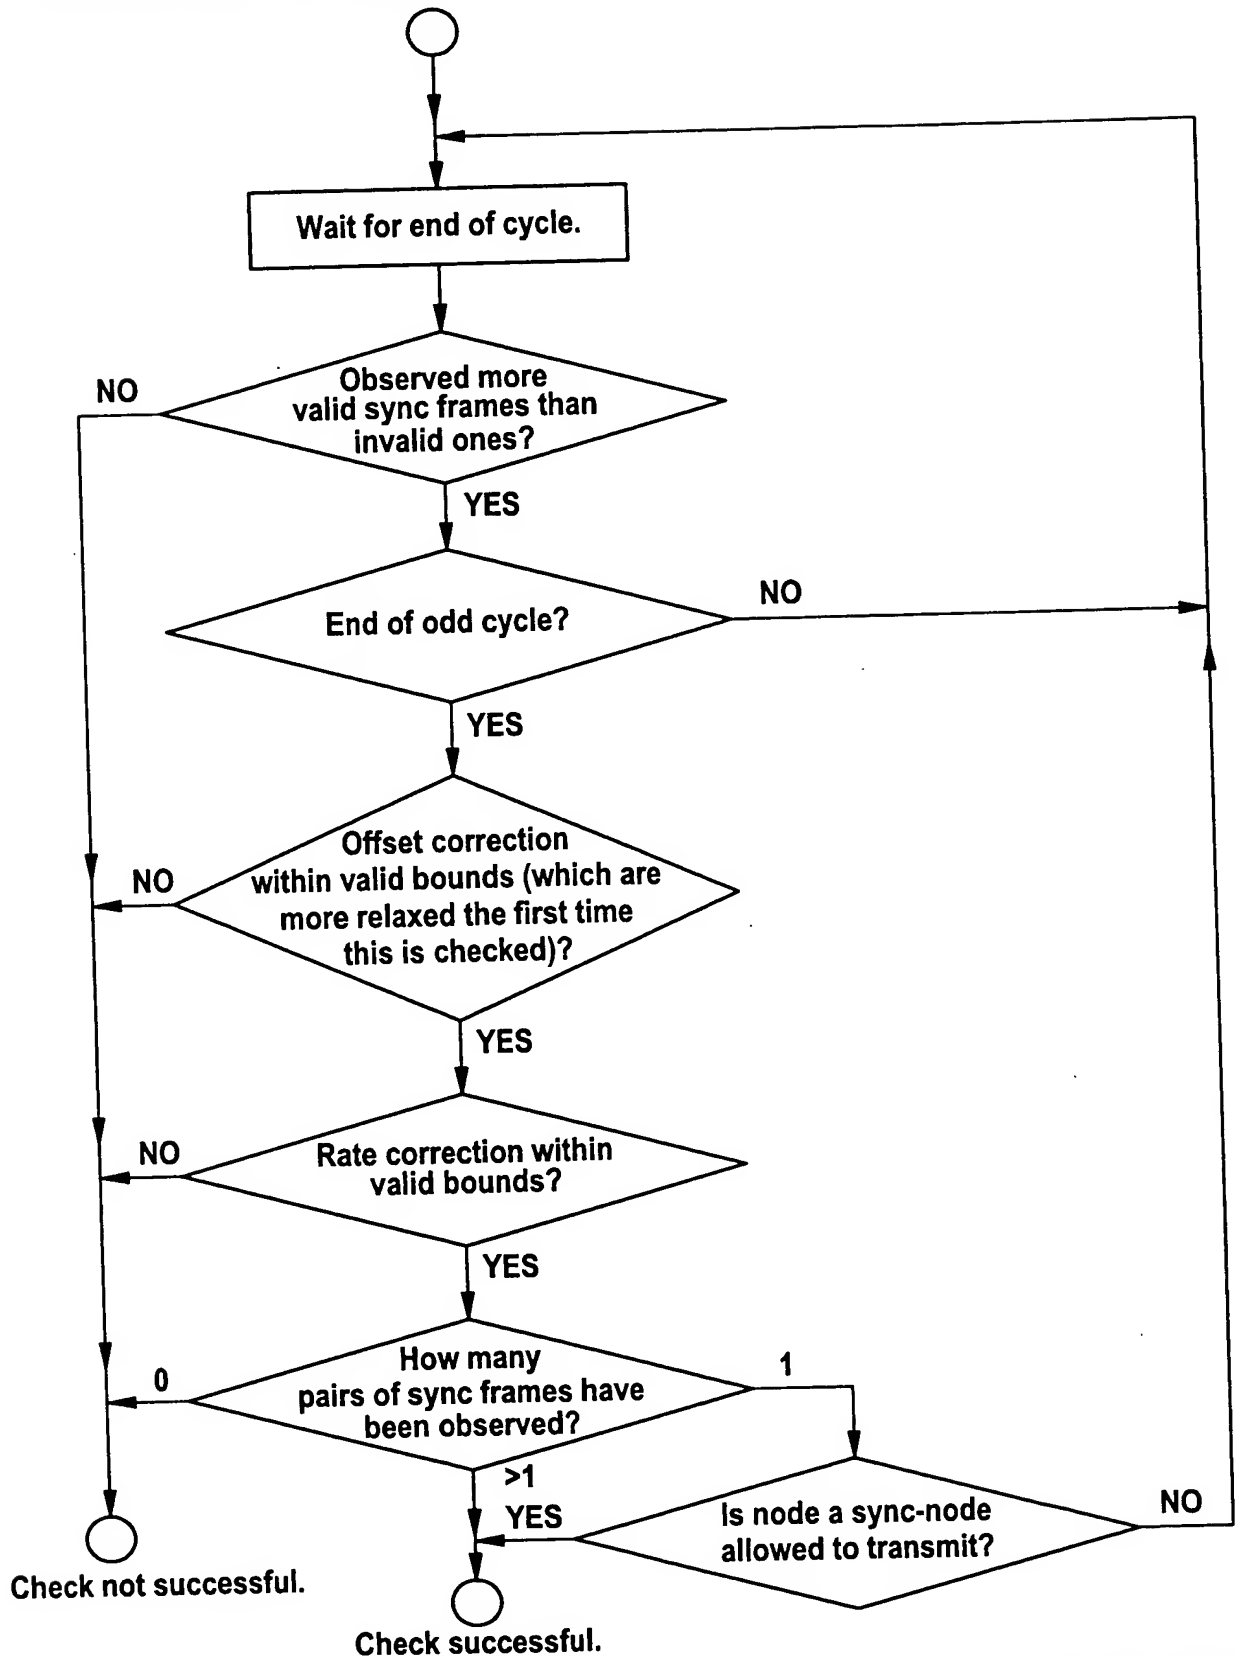 Wait for end of cycle.
NO
Observed more
valid sync frames than
invalid ones?
YES
NO
End of odd cycle?
YES
Offset correction
NO
within valid bounds (which are
more relaxed the first time
this is checked)?
YES
NO
Rate correction within
valid bounds?
YES
How many
1
0
pairs of sync frames have
been observed?
>1
YES
Is node a sync-node
NO
allowed to transmit?
Check not successful.
Check successful.